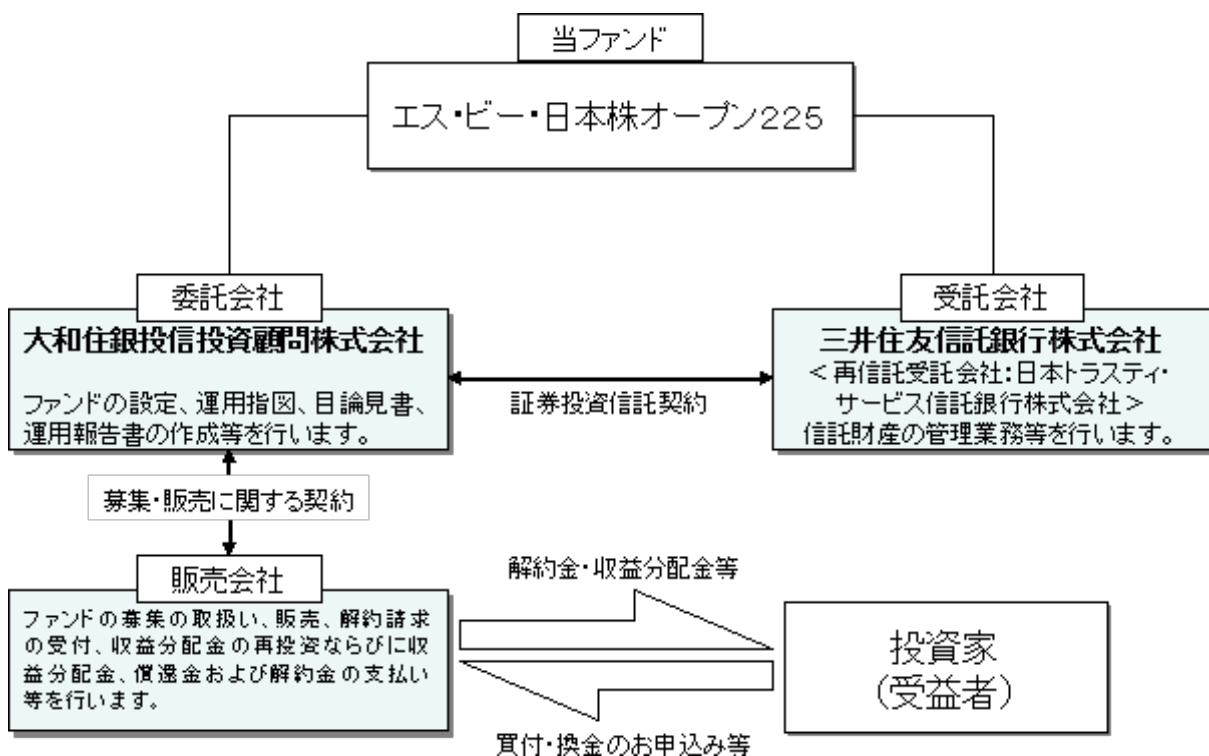 当ファンド
エス・ビー・日本株オープン225
委託会社
大和住銀投信投資顧問株式会社
ファンドの設定、運用指図、目論見書、
運用報告書の作成等を行います。
証券投資信託契約
受託会社
三井住友信託銀行株式会社
<再信託受託会社:日本トラスティ・
サービス信託銀行株式会社>
信託財産の管理業務等を行います。
募集・販売に関する契約
販売会社
ファンドの募集の取扱い、販売、解約請求
の受付、収益分配金の再投資ならびに収
益分配金、償還金および解約金の支払い
等を行います。
解約金・収益分配金等
買付・換金のお申込み等
投資家
(受益者)